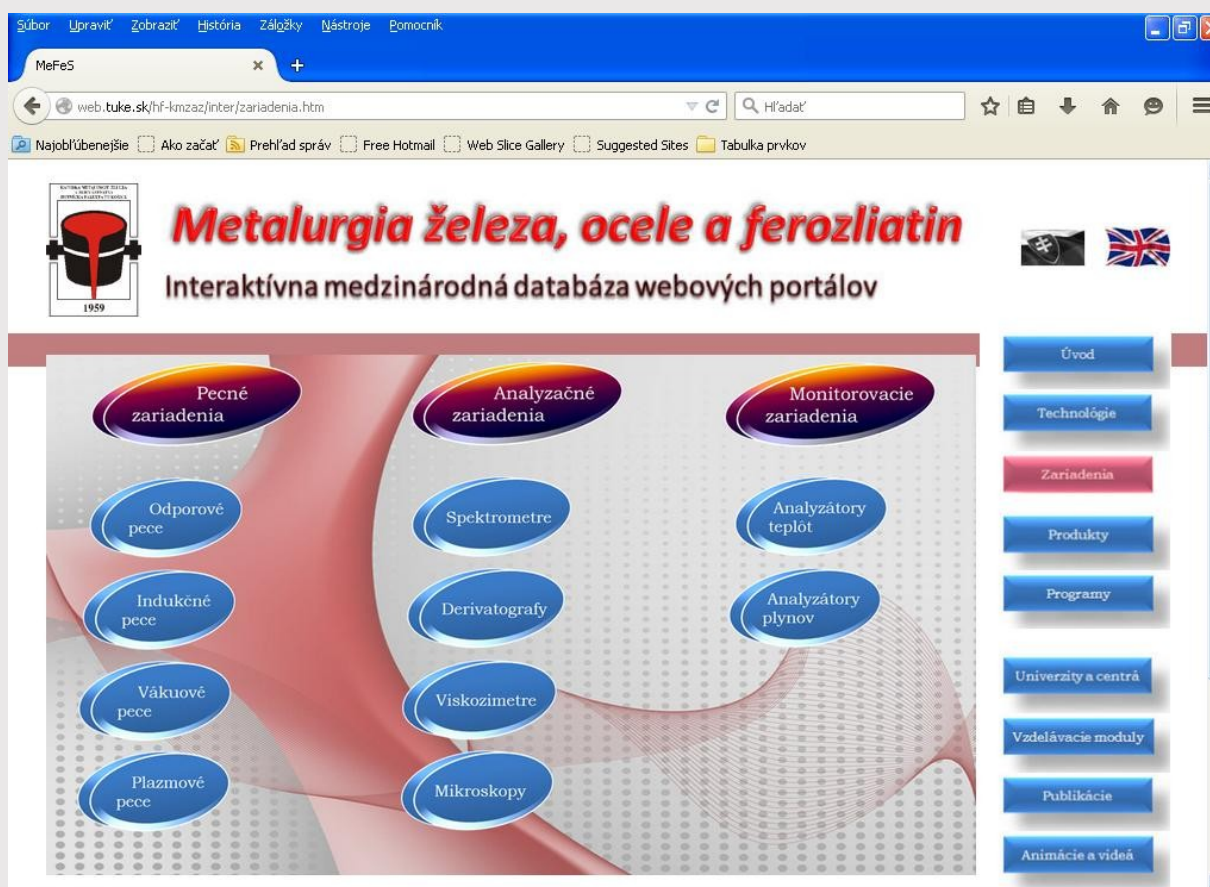 Súbor Upraviť Zobraziť História Záložky Nástroje Pomocník
MeFeS
web.tuke.sk/hf-kmzaz/inter/zariadenia.htm
Hľadať
Najobľúbenejšie Ako začať Prehľad správ Free Hotmail Web Slice Gallery Suggested Sites Tabulka prvkov
1959
Metalurgia železa, ocele a ferozliatin
Interaktívna medzinárodná databáza webových portálov
Pecné
zariadenia
Odporové
pece
Indukčné
pece
Vákuové
pece
Plazmové
pece
Analyzačné
zariadenia
Spektrometre
Derivatografy
Viskozimetre
Mikroskopy
Monitorovacie
zariadenia
Analyzátory
teplôt
Analyzátory
plynov
Úvod
Technológie
Zariadenia
Produkty
Programy
Univerzity a centrá
Vzdelávacie moduly
Publikácie
Animácie a videá